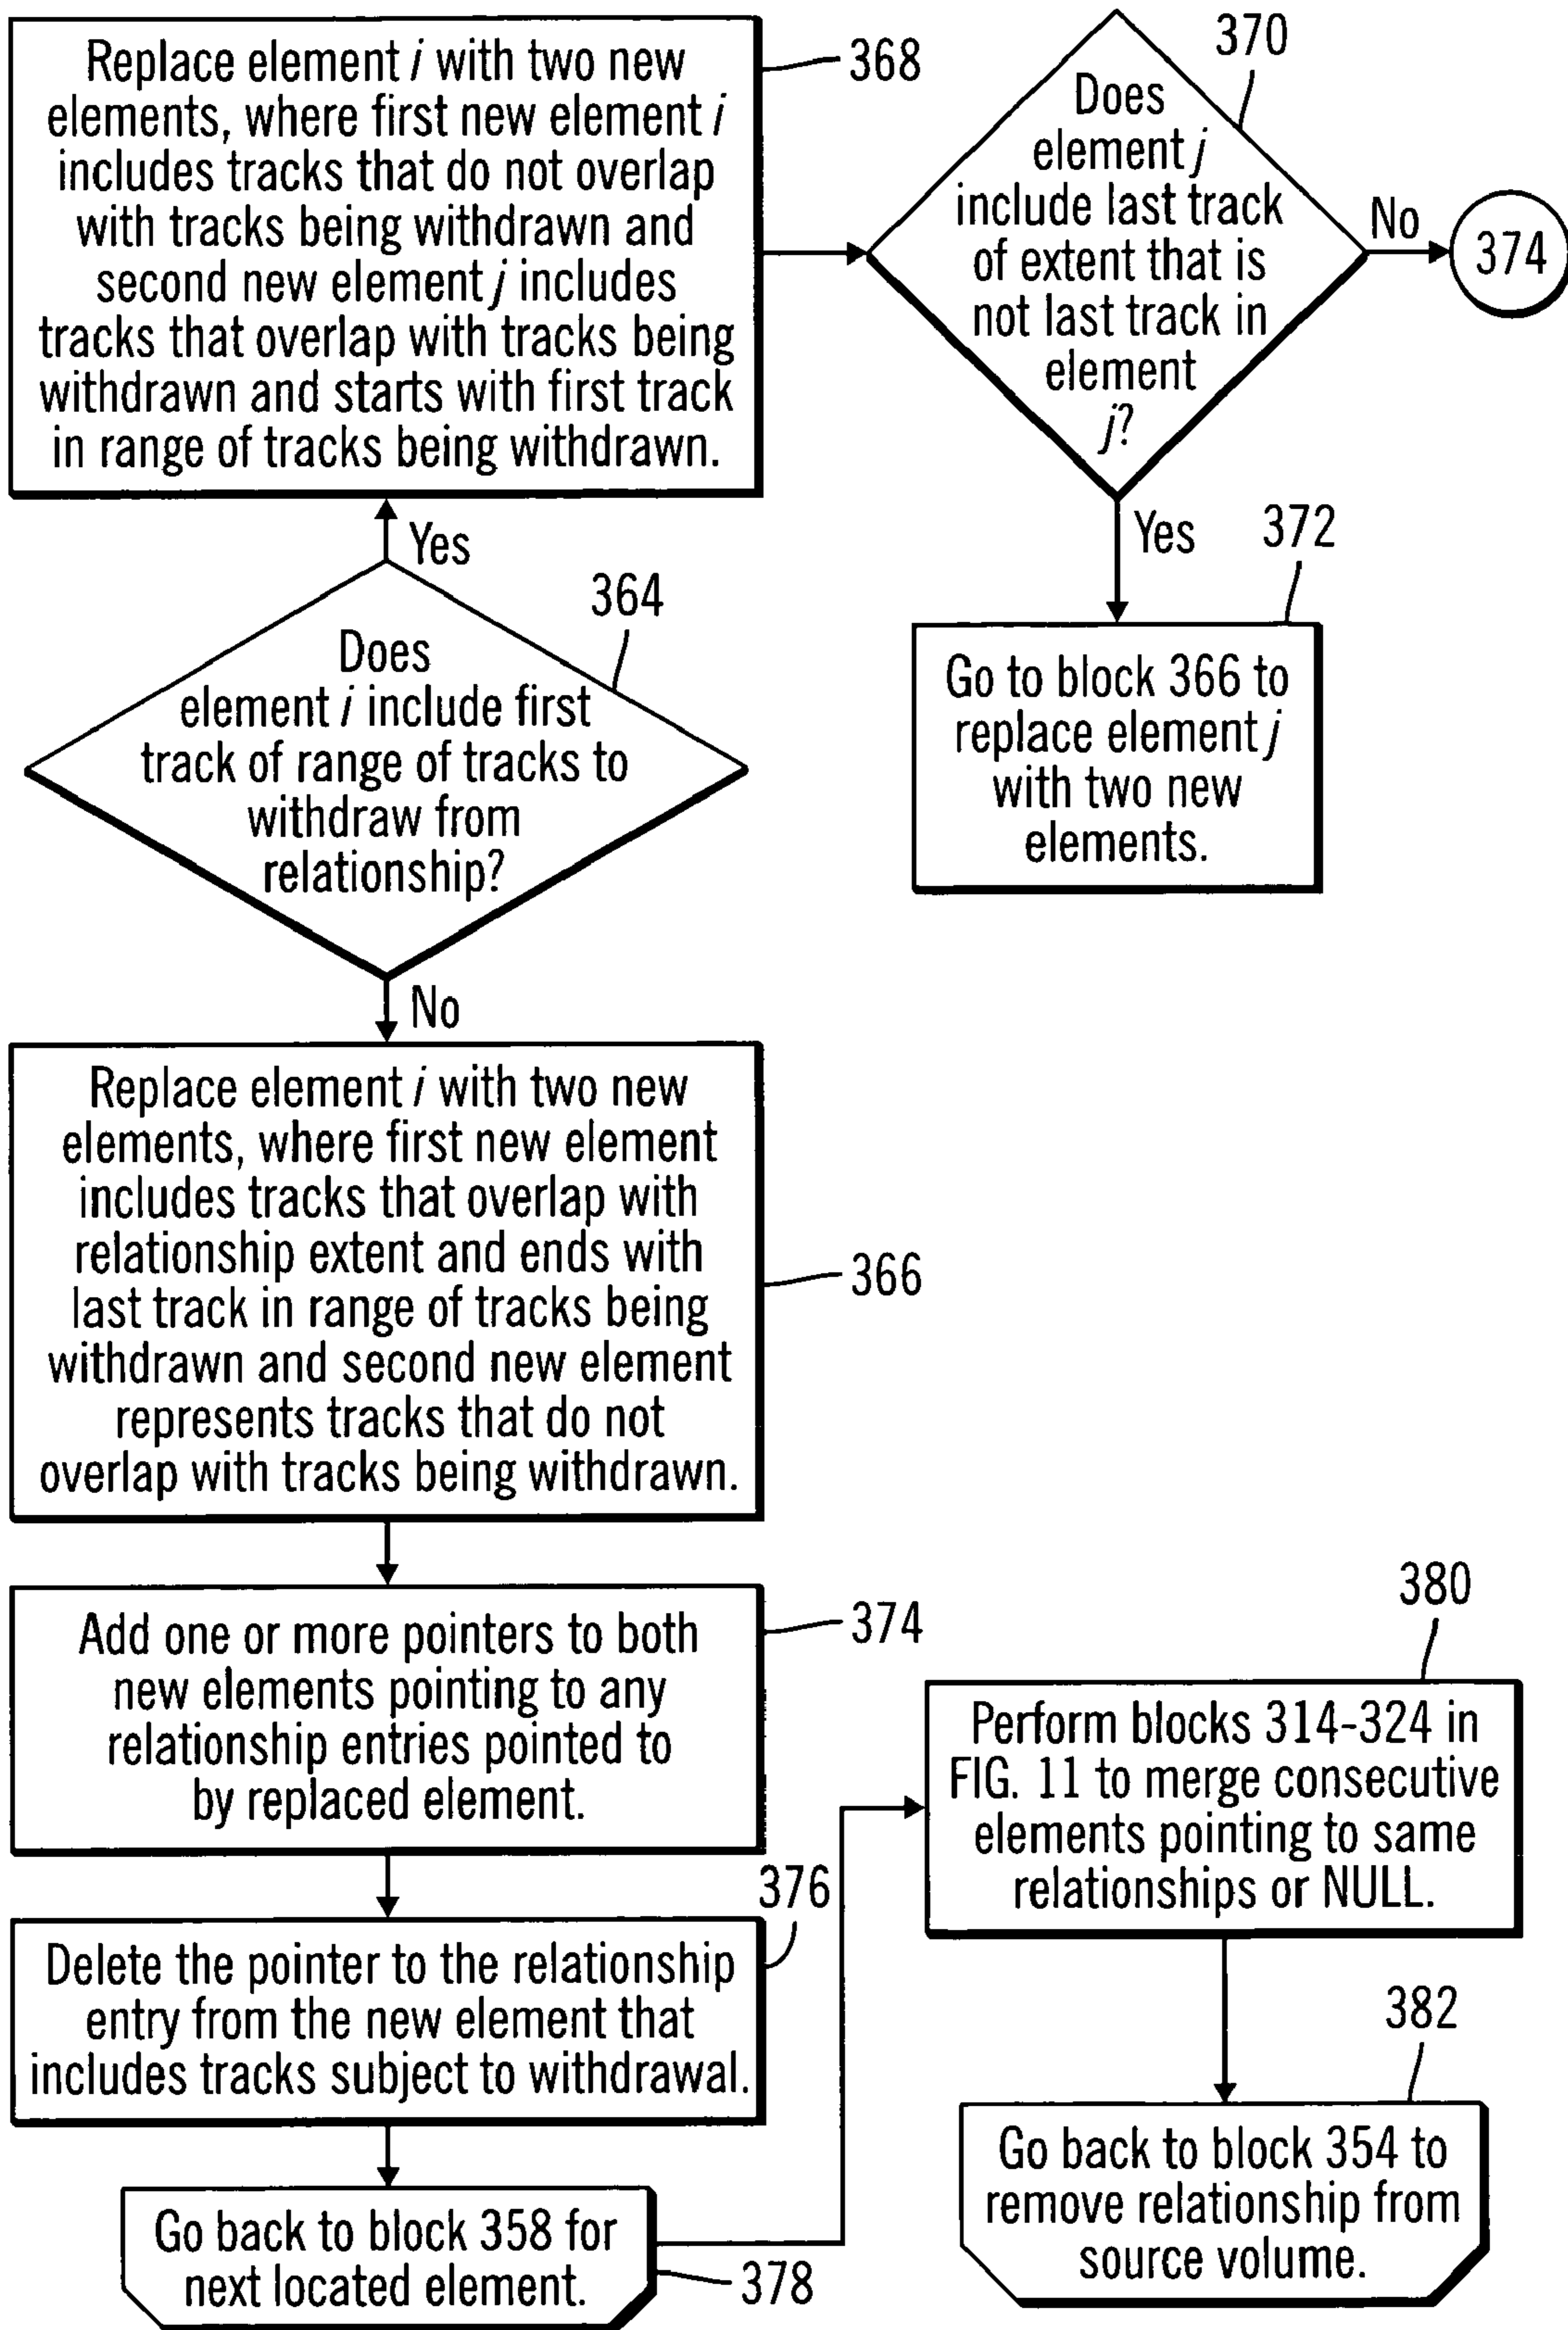 Replace element i with two new
elements, where first new element i
includes tracks that do not overlap
with tracks being withdrawn and
second new element j includes
tracks that overlap with tracks being
withdrawn and starts with first track
in range of tracks being withdrawn.
368
370
Does
element j
include last track
of extent that is
not last track in
element
j?
No
374
Yes
372
Go to block 366 to
replace element j
with two new
elements.
Yes
364
Does
element i include first
track of range of tracks to
withdraw from
relationship?
No
Replace element i with two new
elements, where first new element
includes tracks that overlap with
relationship extent and ends with
last track in range of tracks being
withdrawn and second new element
represents tracks that do not
overlap with tracks being withdrawn.
366
Add one or more pointers to both
new elements pointing to any
relationship entries pointed to
by replaced element.
374
376
Delete the pointer to the relationship
entry from the new element that
includes tracks subject to withdrawal.
Go back to block 358 for
next located element.
378
380
Perform blocks 314-324 in
FIG. 11 to merge consecutive
elements pointing to same
relationships or NULL.
382
Go back to block 354 to
remove relationship from
source volume.